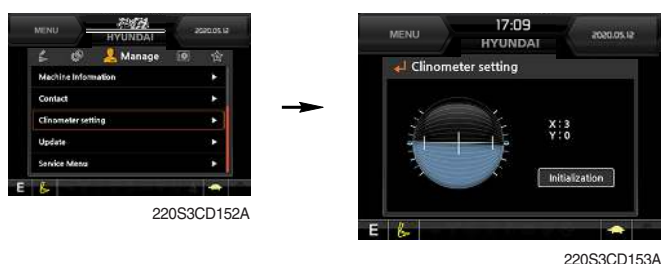 MENU
HYUNDAI
2020.05.12
Manage
Machine Information
Contact
Clinometer setting
Update
Service Menu
E
220S3CD152A
MENU
17:09
HYUNDAI
2020.05.12
Clinometer setting
X : 3
Y : 0
Initialization
E
220S3CD153A